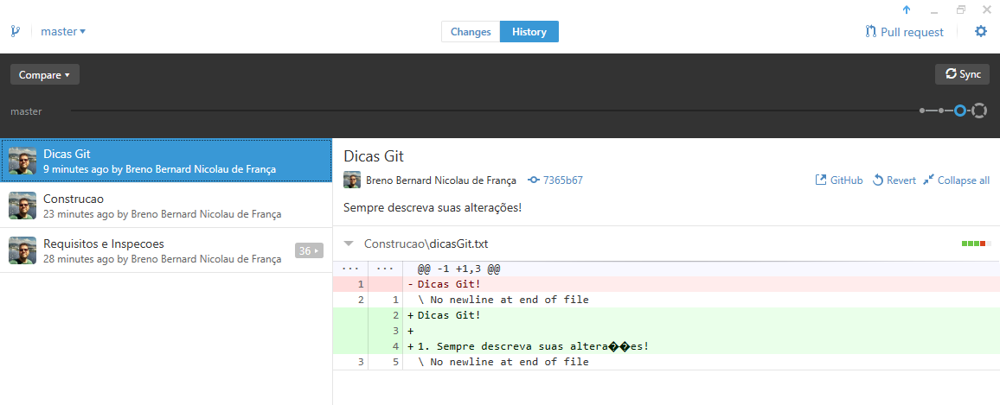 master
Changes
History
Pull request
Compare
Sync
master
Dicas Git
9 minutes ago by Breno Bernard Nicolau de França
Construcao
23 minutes ago by Breno Bernard Nicolau de França
Requisitos e Inspecoes
28 minutes ago by Breno Bernard Nicolau de França
36
Dicas Git
Breno Bernard Nicolau de França 7365b67
GitHub Revert Collapse all
Sempre descreva suas alterações!
Construcao\dicasGit.txt
... ... @@ -1 +1,3 @@
1 - Dicas Git!
2 1 \ No newline at end of file
2 + Dicas Git!
3 +
4 + 1. Sempre descreva suas altera��es!
3 5 \ No newline at end of file